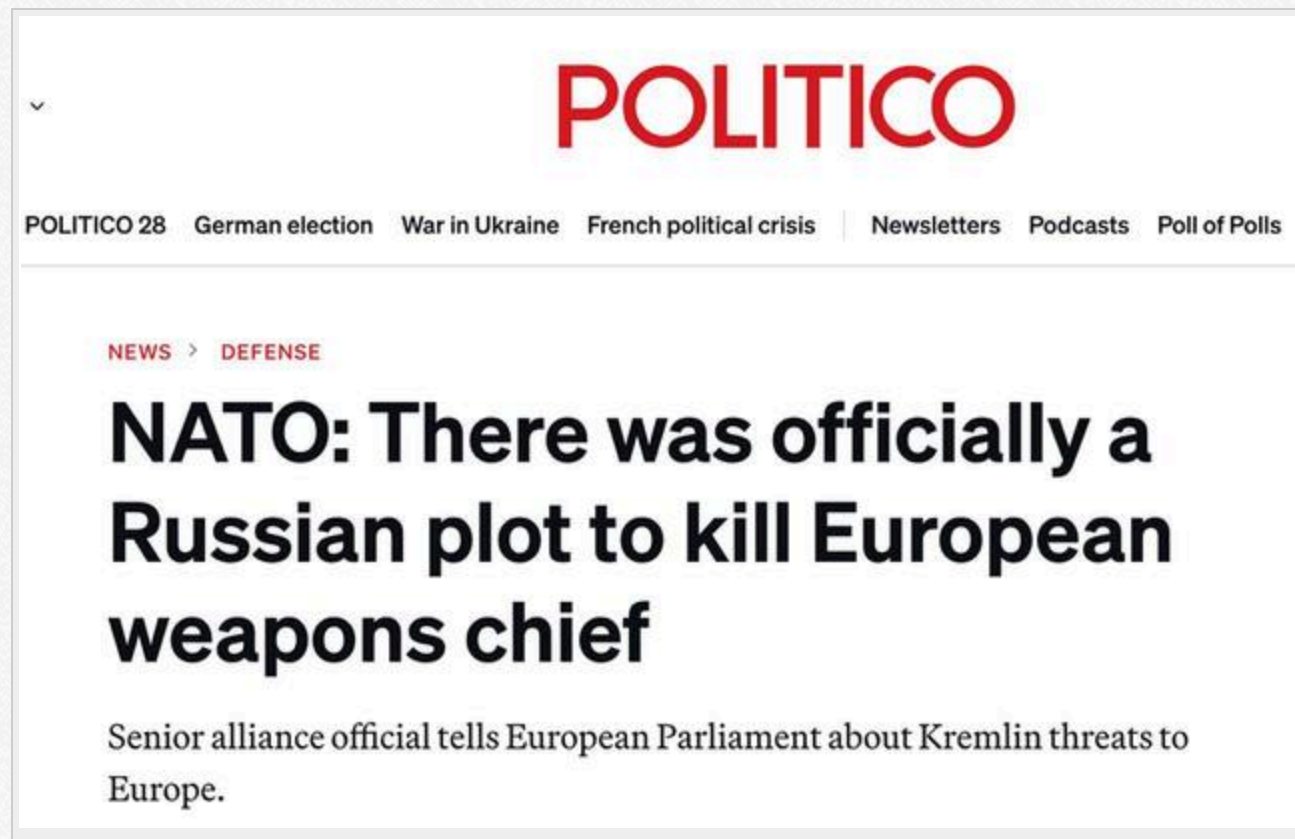 POLITICO
POLITICO 28 German election War in Ukraine French political crisis Newsletters Podcasts Poll of Polls
NEWS > DEFENSE
NATO: There was officially a
Russian plot to kill European
weapons chief
Senior alliance official tells European Parliament about Kremlin threats to
Europe.